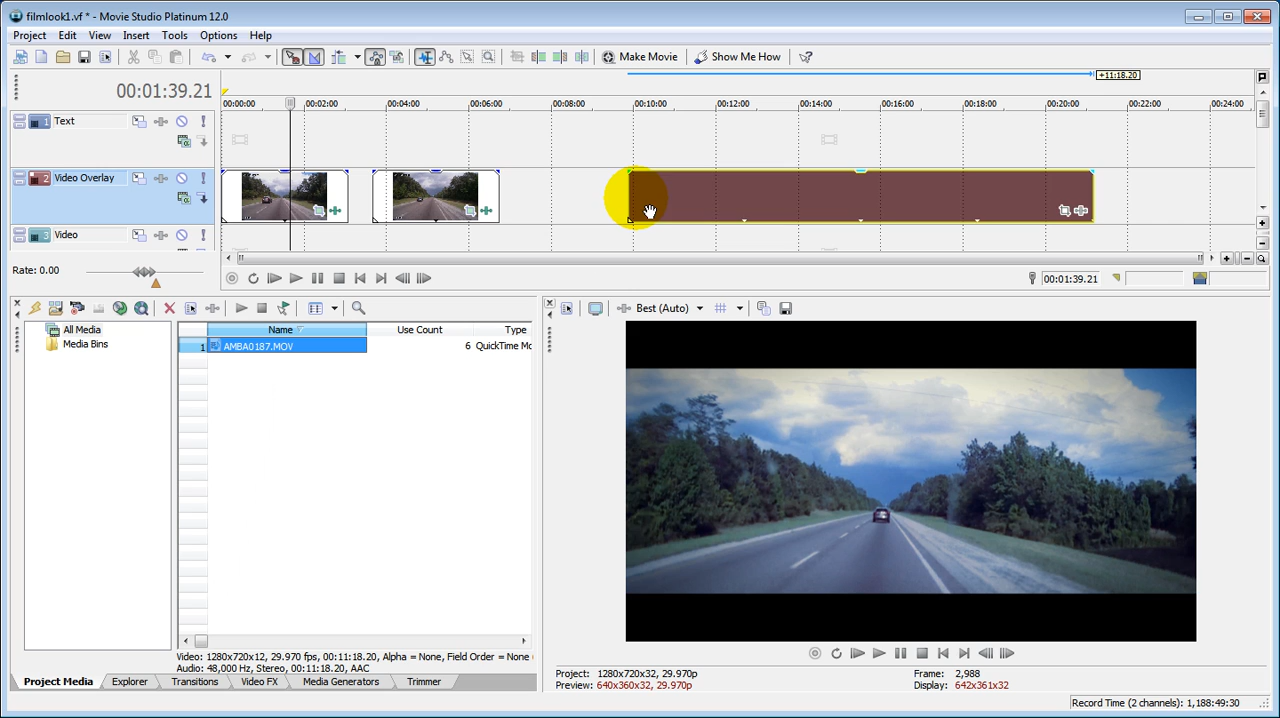 filmlook1.vf * - Movie Studio Platinum 12.0
Project Edit View Insert Tools Options Help
Make Movie Show Me How
+11:18.20
00:01:39.21
00:00:00 00:02:00 00:04:00 00:06:00 00:08:00 00:10:00 00:12:00 00:14:00 00:16:00 00:18:00 00:20:00 00:22:00 00:24:00
1 Text
2 Video Overlay
3 Video
Rate: 0.00
00:01:39.21
All Media
Media Bins
Name Use Count Type
1 AMBA0187.MOV 6 QuickTime Mo
Best (Auto)
Video: 1280x720x12, 29.970 fps, 00:11:18.20, Alpha = None, Field Order = None
Audio: 48,000 Hz, Stereo, 00:11:18.20, AAC
Project Media Explorer Transitions Video FX Media Generators Trimmer
Project: 1280x720x32, 29.970p
Preview: 640x360x32, 29.970p
Frame: 2,988
Display: 642x361x32
Record Time (2 channels): 1,188:49:30